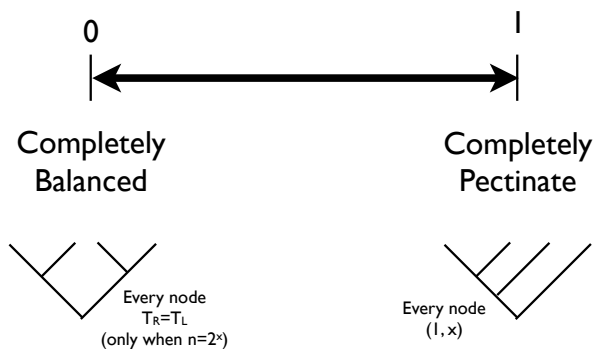 0
1
Completely
Balanced
Completely
Pectinate
Every node
TR=TL
(only when n=2ˣ)
Every node
(1, x)